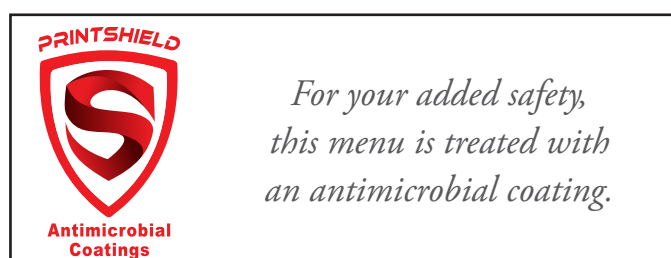 PRINTSHIELD
Antimicrobial
Coatings
For your added safety,
this menu is treated with
an antimicrobial coating.